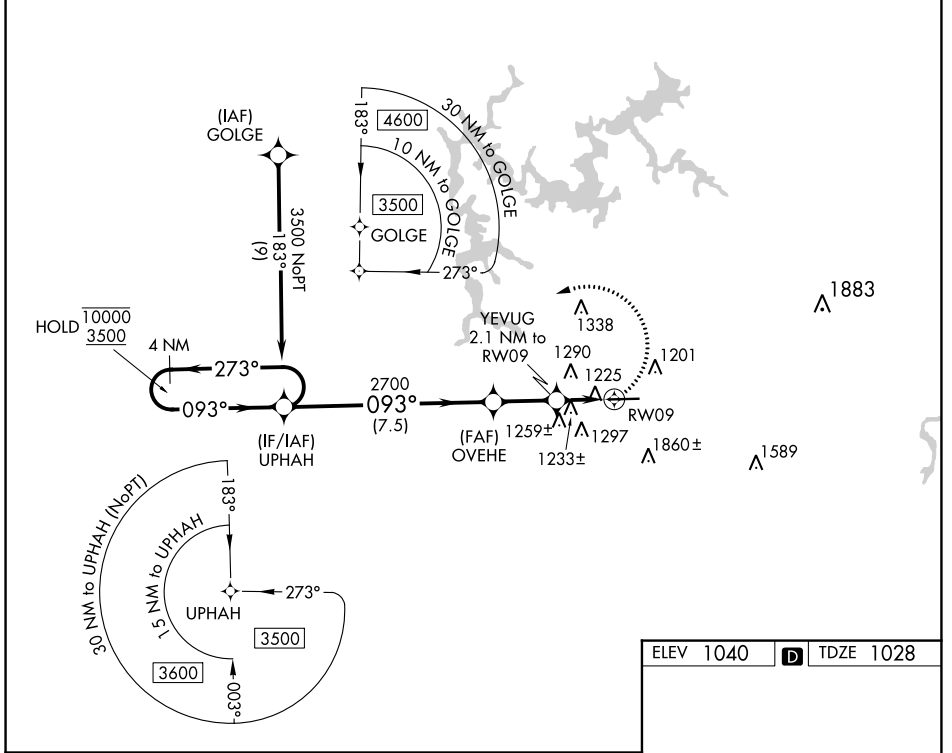 (IAF)
GOLGE
3500 NoPT
183°
(9)
183°
4600
30 NM to GOLGE
10 NM to GOLGE
3500
GOLGE
273°
HOLD 10000
3500
4 NM
273°
093°
(IF/IAF)
UPHAH
2700
093°
(7.5)
(FAF)
OVEHE
YEVUG
2.1 NM to
RW09
1338
1290
1225
1201
1883
RW09
1259±
1233±
1297
1860±
1589
30 NM to UPHAH (NoPT)
15 NM to UPHAH
183°
273°
UPHAH
3500
3600
003°
ELEV 1040 D TDZE 1028